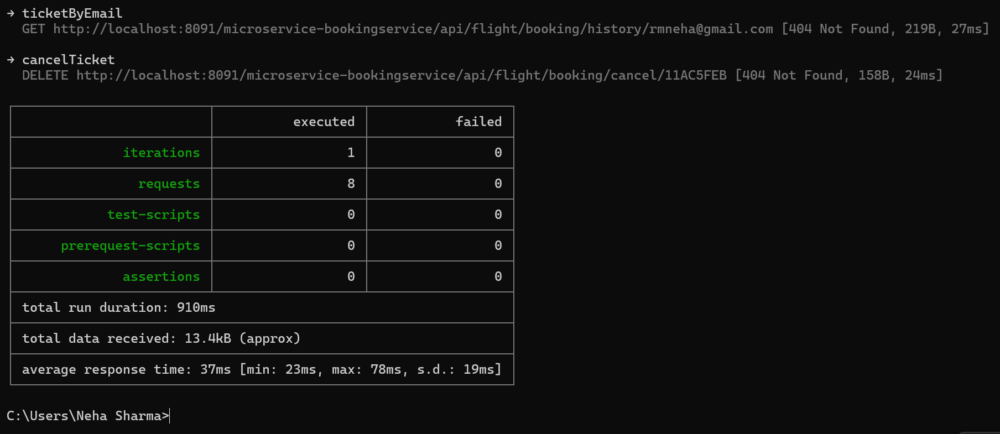 → ticketByEmail
GET http://localhost:8091/microservice-bookingservice/api/flight/booking/history/rmneha@gmail.com [404 Not Found, 219B, 27ms]
→ cancelTicket
DELETE http://localhost:8091/microservice-bookingservice/api/flight/booking/cancel/11AC5FEB [404 Not Found, 158B, 24ms]
executed failed
iterations 1 0
requests 8 0
test-scripts 0 0
prerequest-scripts 0 0
assertions 0 0
total run duration: 910ms
total data received: 13.4kB (approx)
average response time: 37ms [min: 23ms, max: 78ms, s.d.: 19ms]
C:\Users\Neha Sharma>